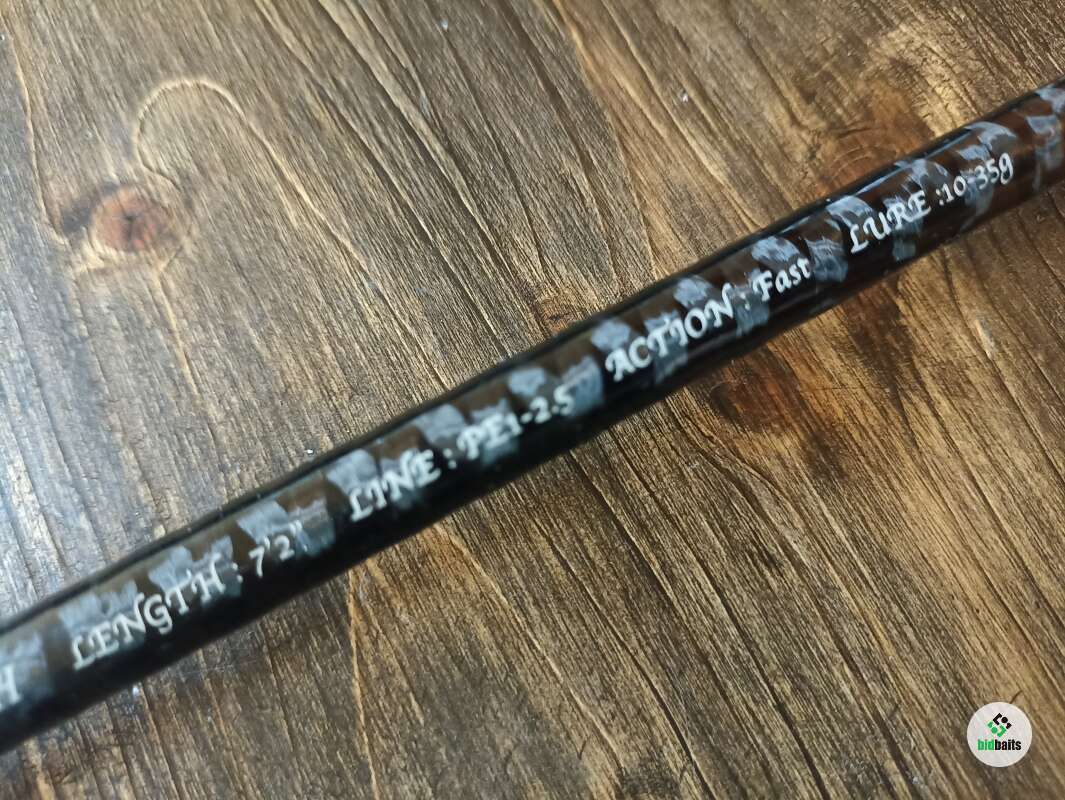 H LENGTH : 7'2" LINE : PE1-2.5 ACTION : Fast LURE :10-35g
bidbaits